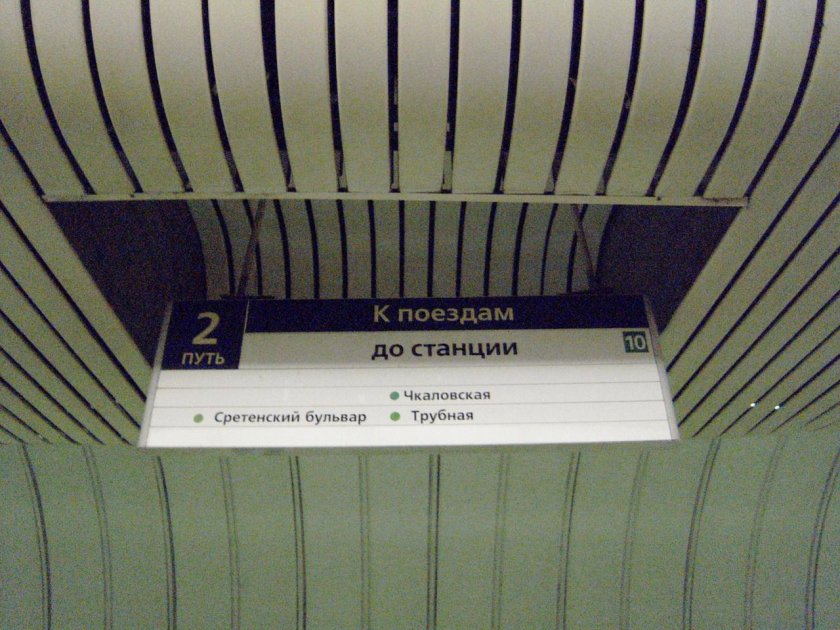 2
ПУТЬ
К поездам
до станции
10
Чкаловская
Сретенский бульвар
Трубная